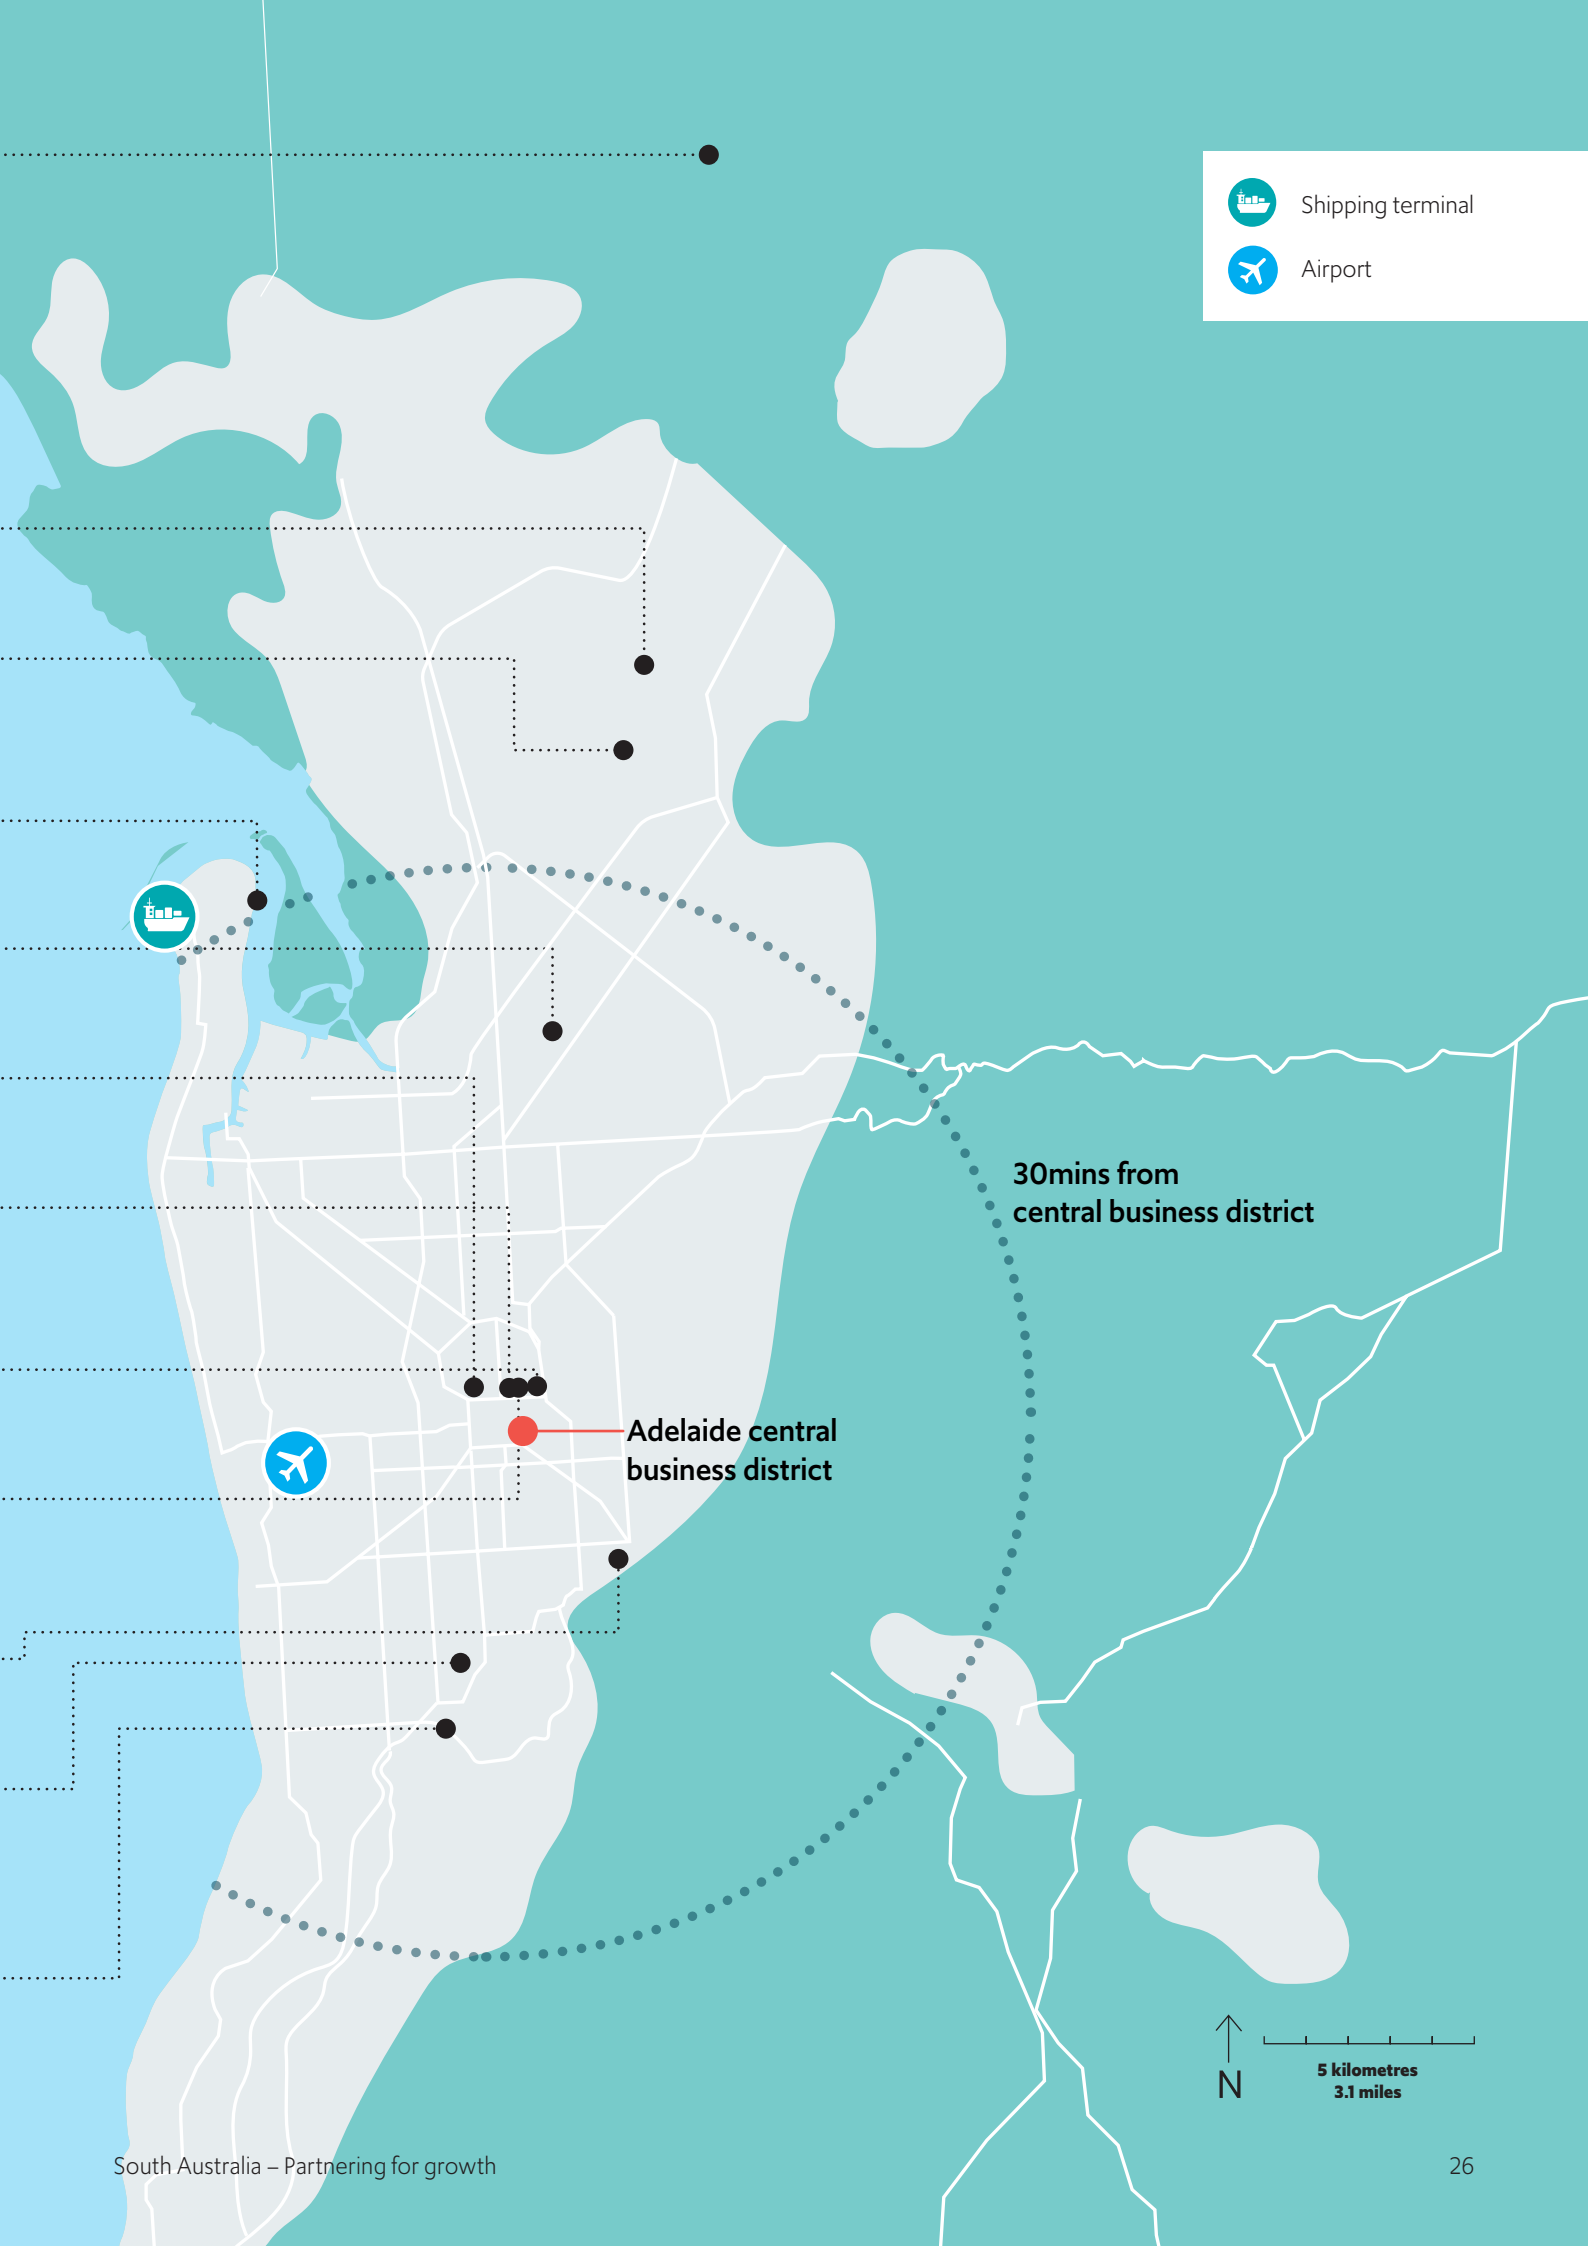 Shipping terminal
Airport
30mins from
central business district
Adelaide central
business district
N
5 kilometres
3.1 miles
South Australia – Partnering for growth
26